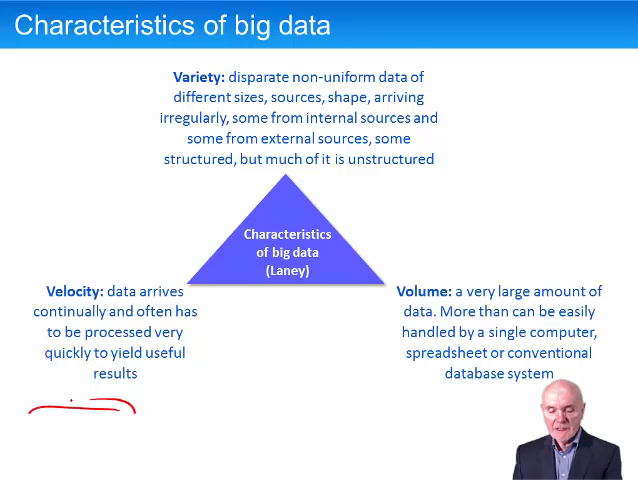 Characteristics of big data
Variety: disparate non-uniform data of
different sizes, sources, shape, arriving
irregularly, some from internal sources and
some from external sources, some
structured, but much of it is unstructured
Characteristics
of big data
(Laney)
Velocity: data arrives
continually and often has
to be processed very
quickly to yield useful
results
Volume: a very large amount of
data. More than can be easily
handled by a single computer,
spreadsheet or conventional
database system